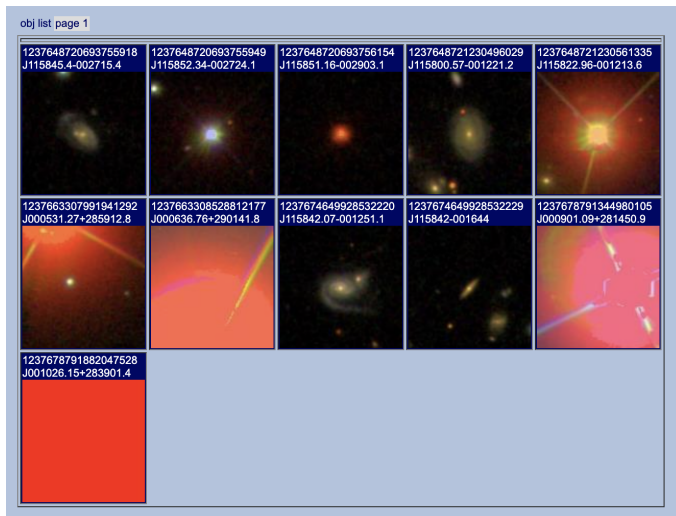 obj list page 1
1237648720693755918
J115845.4-002715.4
1237648720693755949
J115852.34-002724.1
1237648720693756154
J115851.16-002903.1
1237648721230496029
J115800.57-001221.2
1237648721230561335
J115822.96-001213.6
1237663307991941292
J000531.27+285912.8
1237663308528812177
J000636.76+290141.8
1237674649928532220
J115842.07-001251.1
1237674649928532229
J115842-001644
1237678791344980105
J000901.09+281450.9
1237678791882047528
J001026.15+283901.4